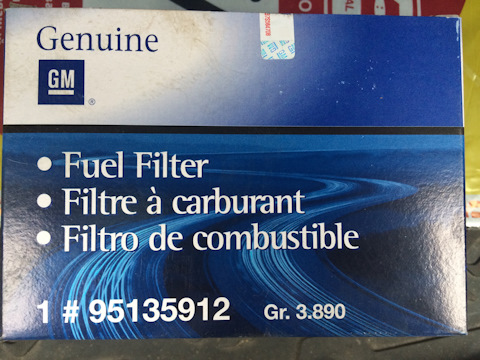 Genuine
GM
®
• Fuel Filter
• Filtre à carburant
• Filtro de combustible
1 # 95135912 Gr. 3.890